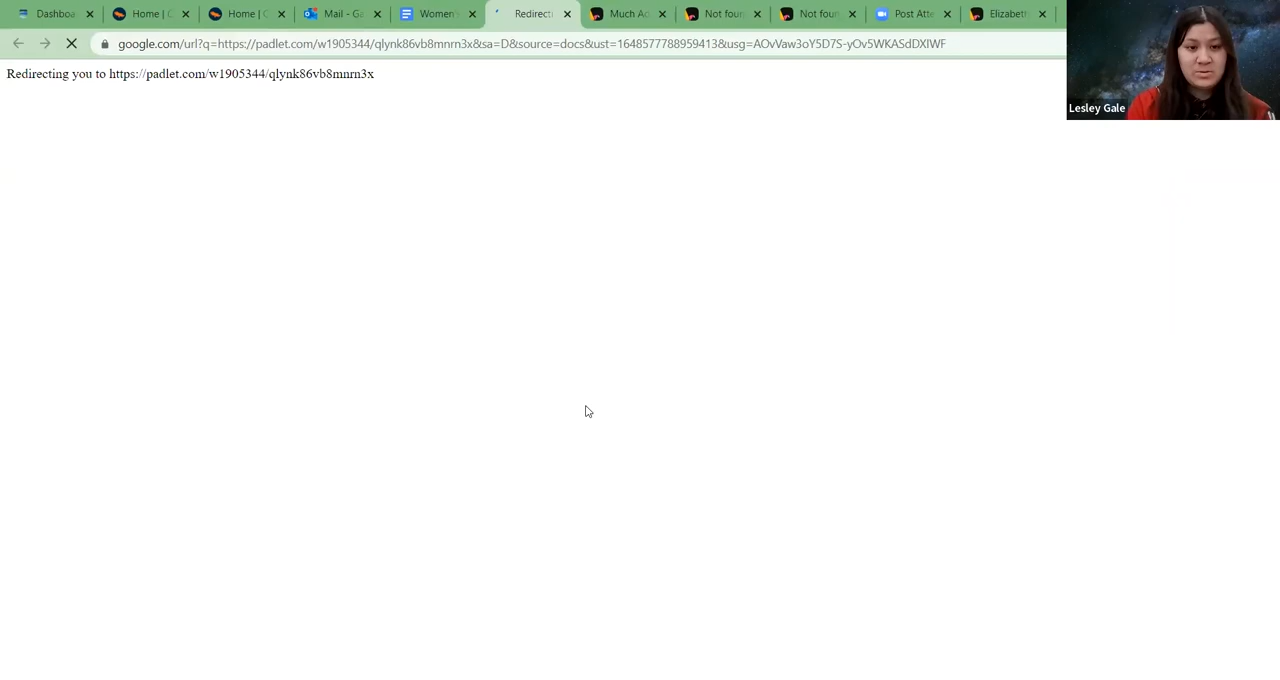 Dashboa
Home | C
Home | C
Mail - Ga
Women'
Redirecti
Much Ad
Not foun
Not foun
Post Atte
Elizabeth
google.com/url?q=https://padlet.com/w1905344/qlynk86vb8mnrn3x&sa=D&source=docs&ust=1648577788959413&usg=AOvVaw3oY5D7S-yOv5WKASdDXIWF
Redirecting you to https://padlet.com/w1905344/qlynk86vb8mnrn3x
Lesley Gale